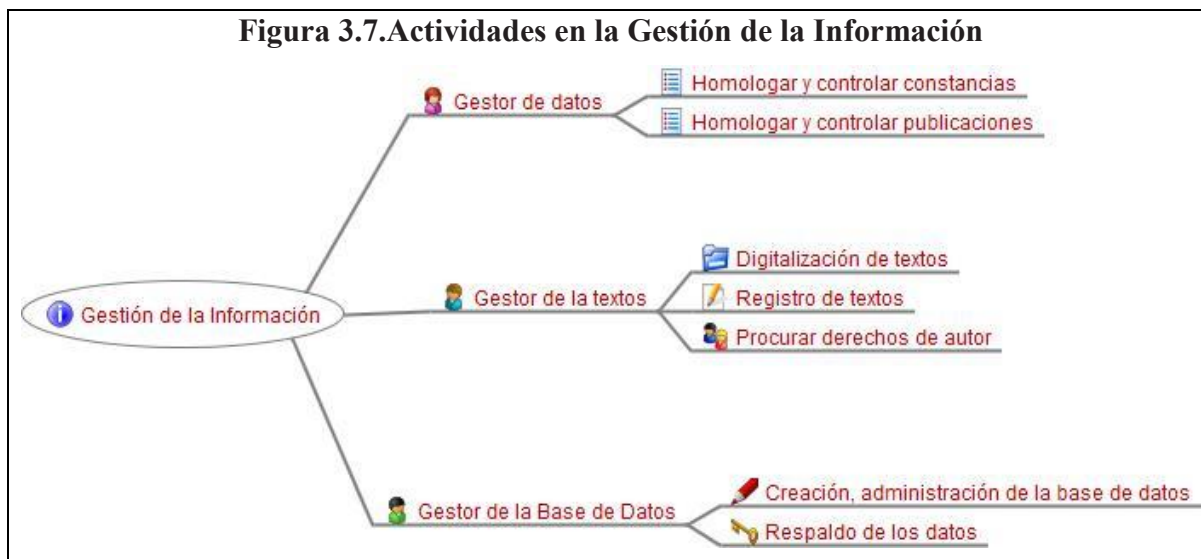 Figura 3.7.Actividades en la Gestión de la Información
Gestión de la Información
Gestor de datos
Homologar y controlar constancias
Homologar y controlar publicaciones
Gestor de la textos
Digitalización de textos
Registro de textos
Procurar derechos de autor
Gestor de la Base de Datos
Creación, administración de la base de datos
Respaldo de los datos